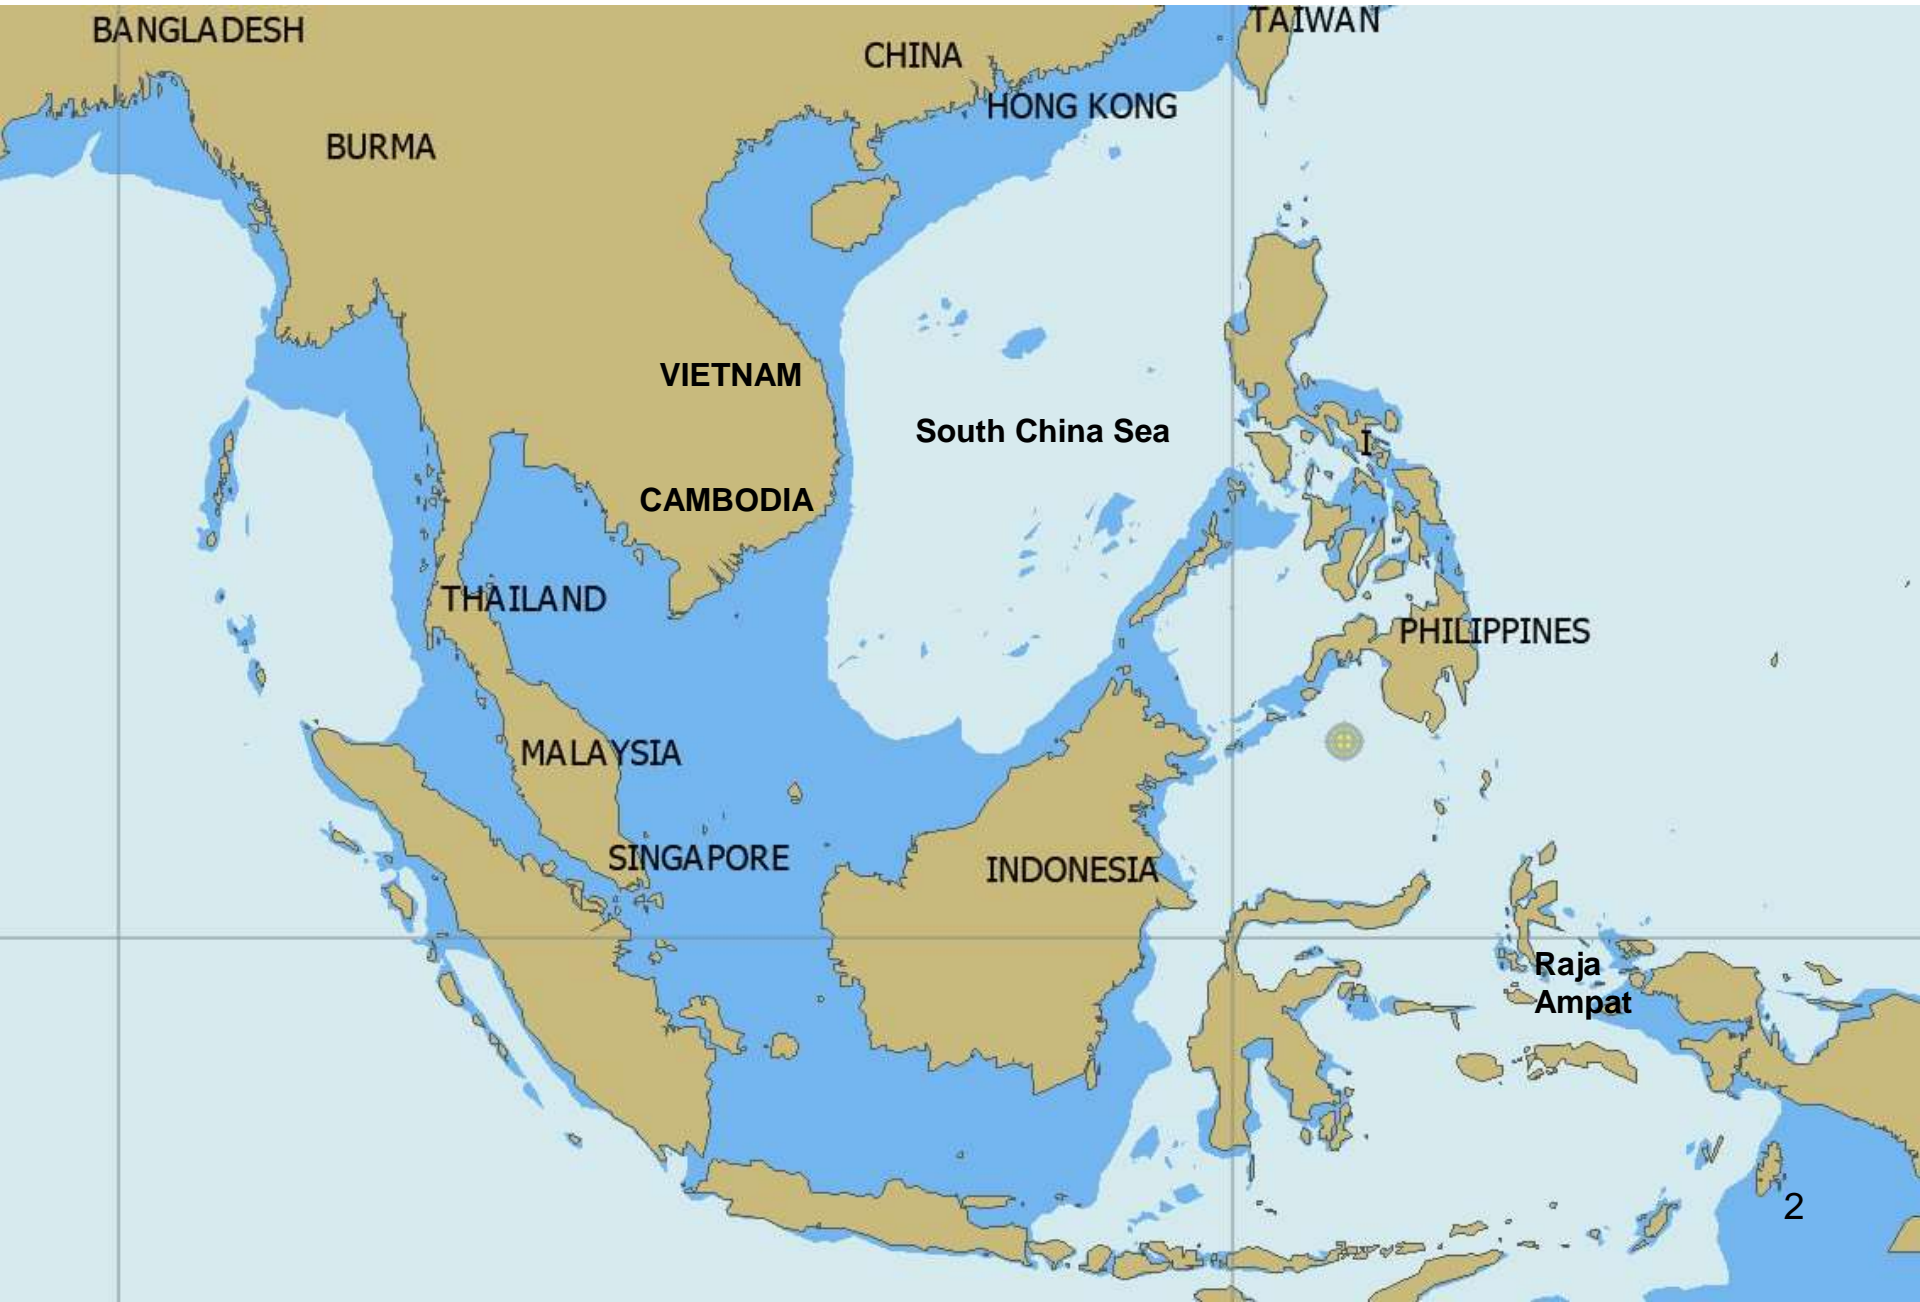 BANGLADESH
TAIWAN
CHINA
HONG KONG
BURMA
VIETNAM
South China Sea
I
CAMBODIA
THAILAND
PHILIPPINES
MALAYSIA
SINGAPORE
INDONESIA
Raja
Ampat
2